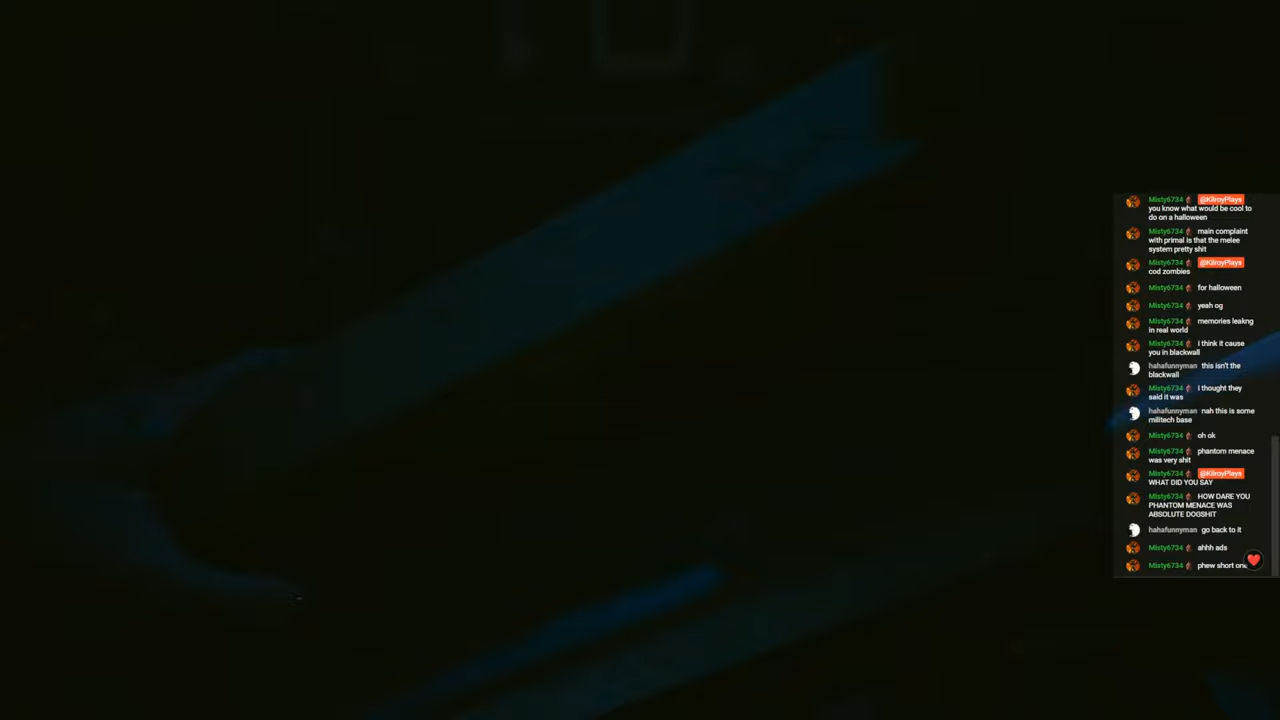 Misty6734 @KilroyPlays
you know what would be cool to
do on a halloween
Misty6734 main complaint
with primal is that the melee
system pretty shit
Misty6734 @KilroyPlays
cod zombies
Misty6734 for halloween
Misty6734 yeah og
Misty6734 memories leakng
in real world
Misty6734 i think it cause
you in blackwall
hahafunnyman this isn't the
blackwall
Misty6734 i thought they
said it was
hahafunnyman nah this is some
militech base
Misty6734 oh ok
Misty6734 phantom menace
was very shit
Misty6734 @KilroyPlays
WHAT DID YOU SAY
Misty6734 HOW DARE YOU
PHANTOM MENACE WAS
ABSOLUTE DOGSHIT
hahafunnyman go back to it
Misty6734 ahhh ads
Misty6734 phew short one